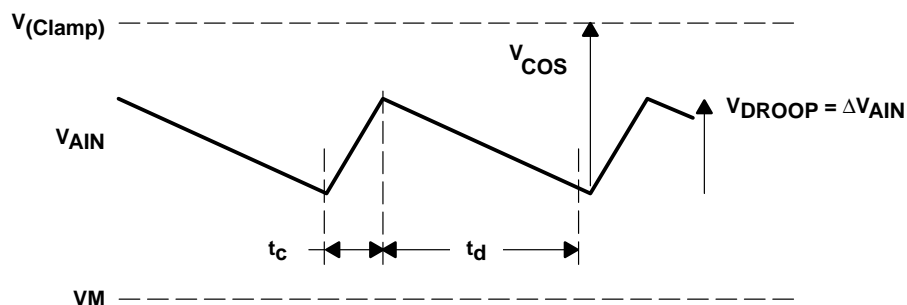 V(Clamp)
VCOS
VDROOP = ΔVAIN
VAIN
tc
td
VM